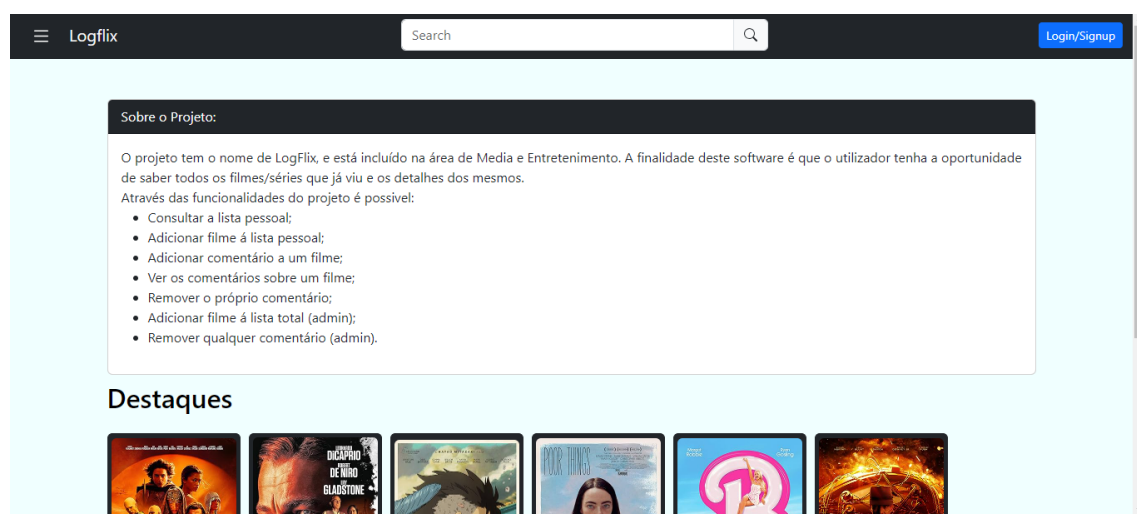 Logflix
Search
Login/Signup
Sobre o Projeto:
O projeto tem o nome de LogFlix, e está incluído na área de Media e Entretenimento. A finalidade deste software é que o utilizador tenha a oportunidade
de saber todos os filmes/séries que já viu e os detalhes dos mesmos.
Através das funcionalidades do projeto é possivel:
Consultar a lista pessoal;
Adicionar filme á lista pessoal;
Adicionar comentário a um filme;
Ver os comentários sobre um filme;
Remover o próprio comentário;
Adicionar filme á lista total (admin);
Remover qualquer comentário (admin).
Destaques
DICAPRIO
DE NIRO
GLADSTONE
POOR THINGS